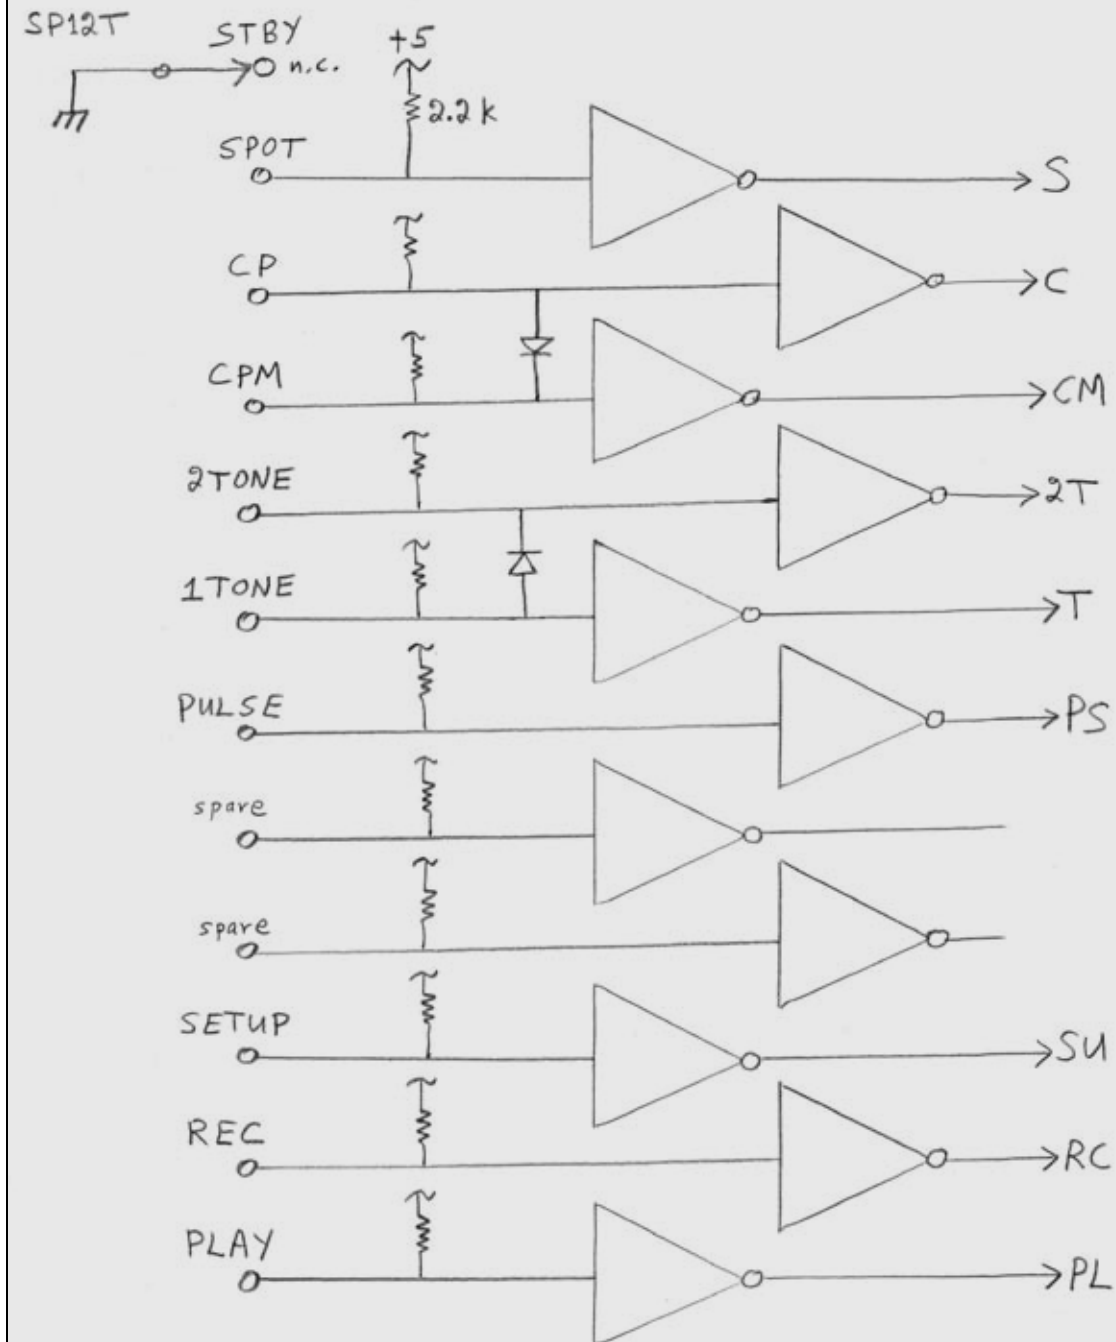 SP12T
STBY
n.c.
+5
2.2k
SPOT
S
CP
C
CPM
CM
2TONE
2T
1TONE
T
PULSE
PS
spare
spare
SETUP
SU
REC
RC
PLAY
PL